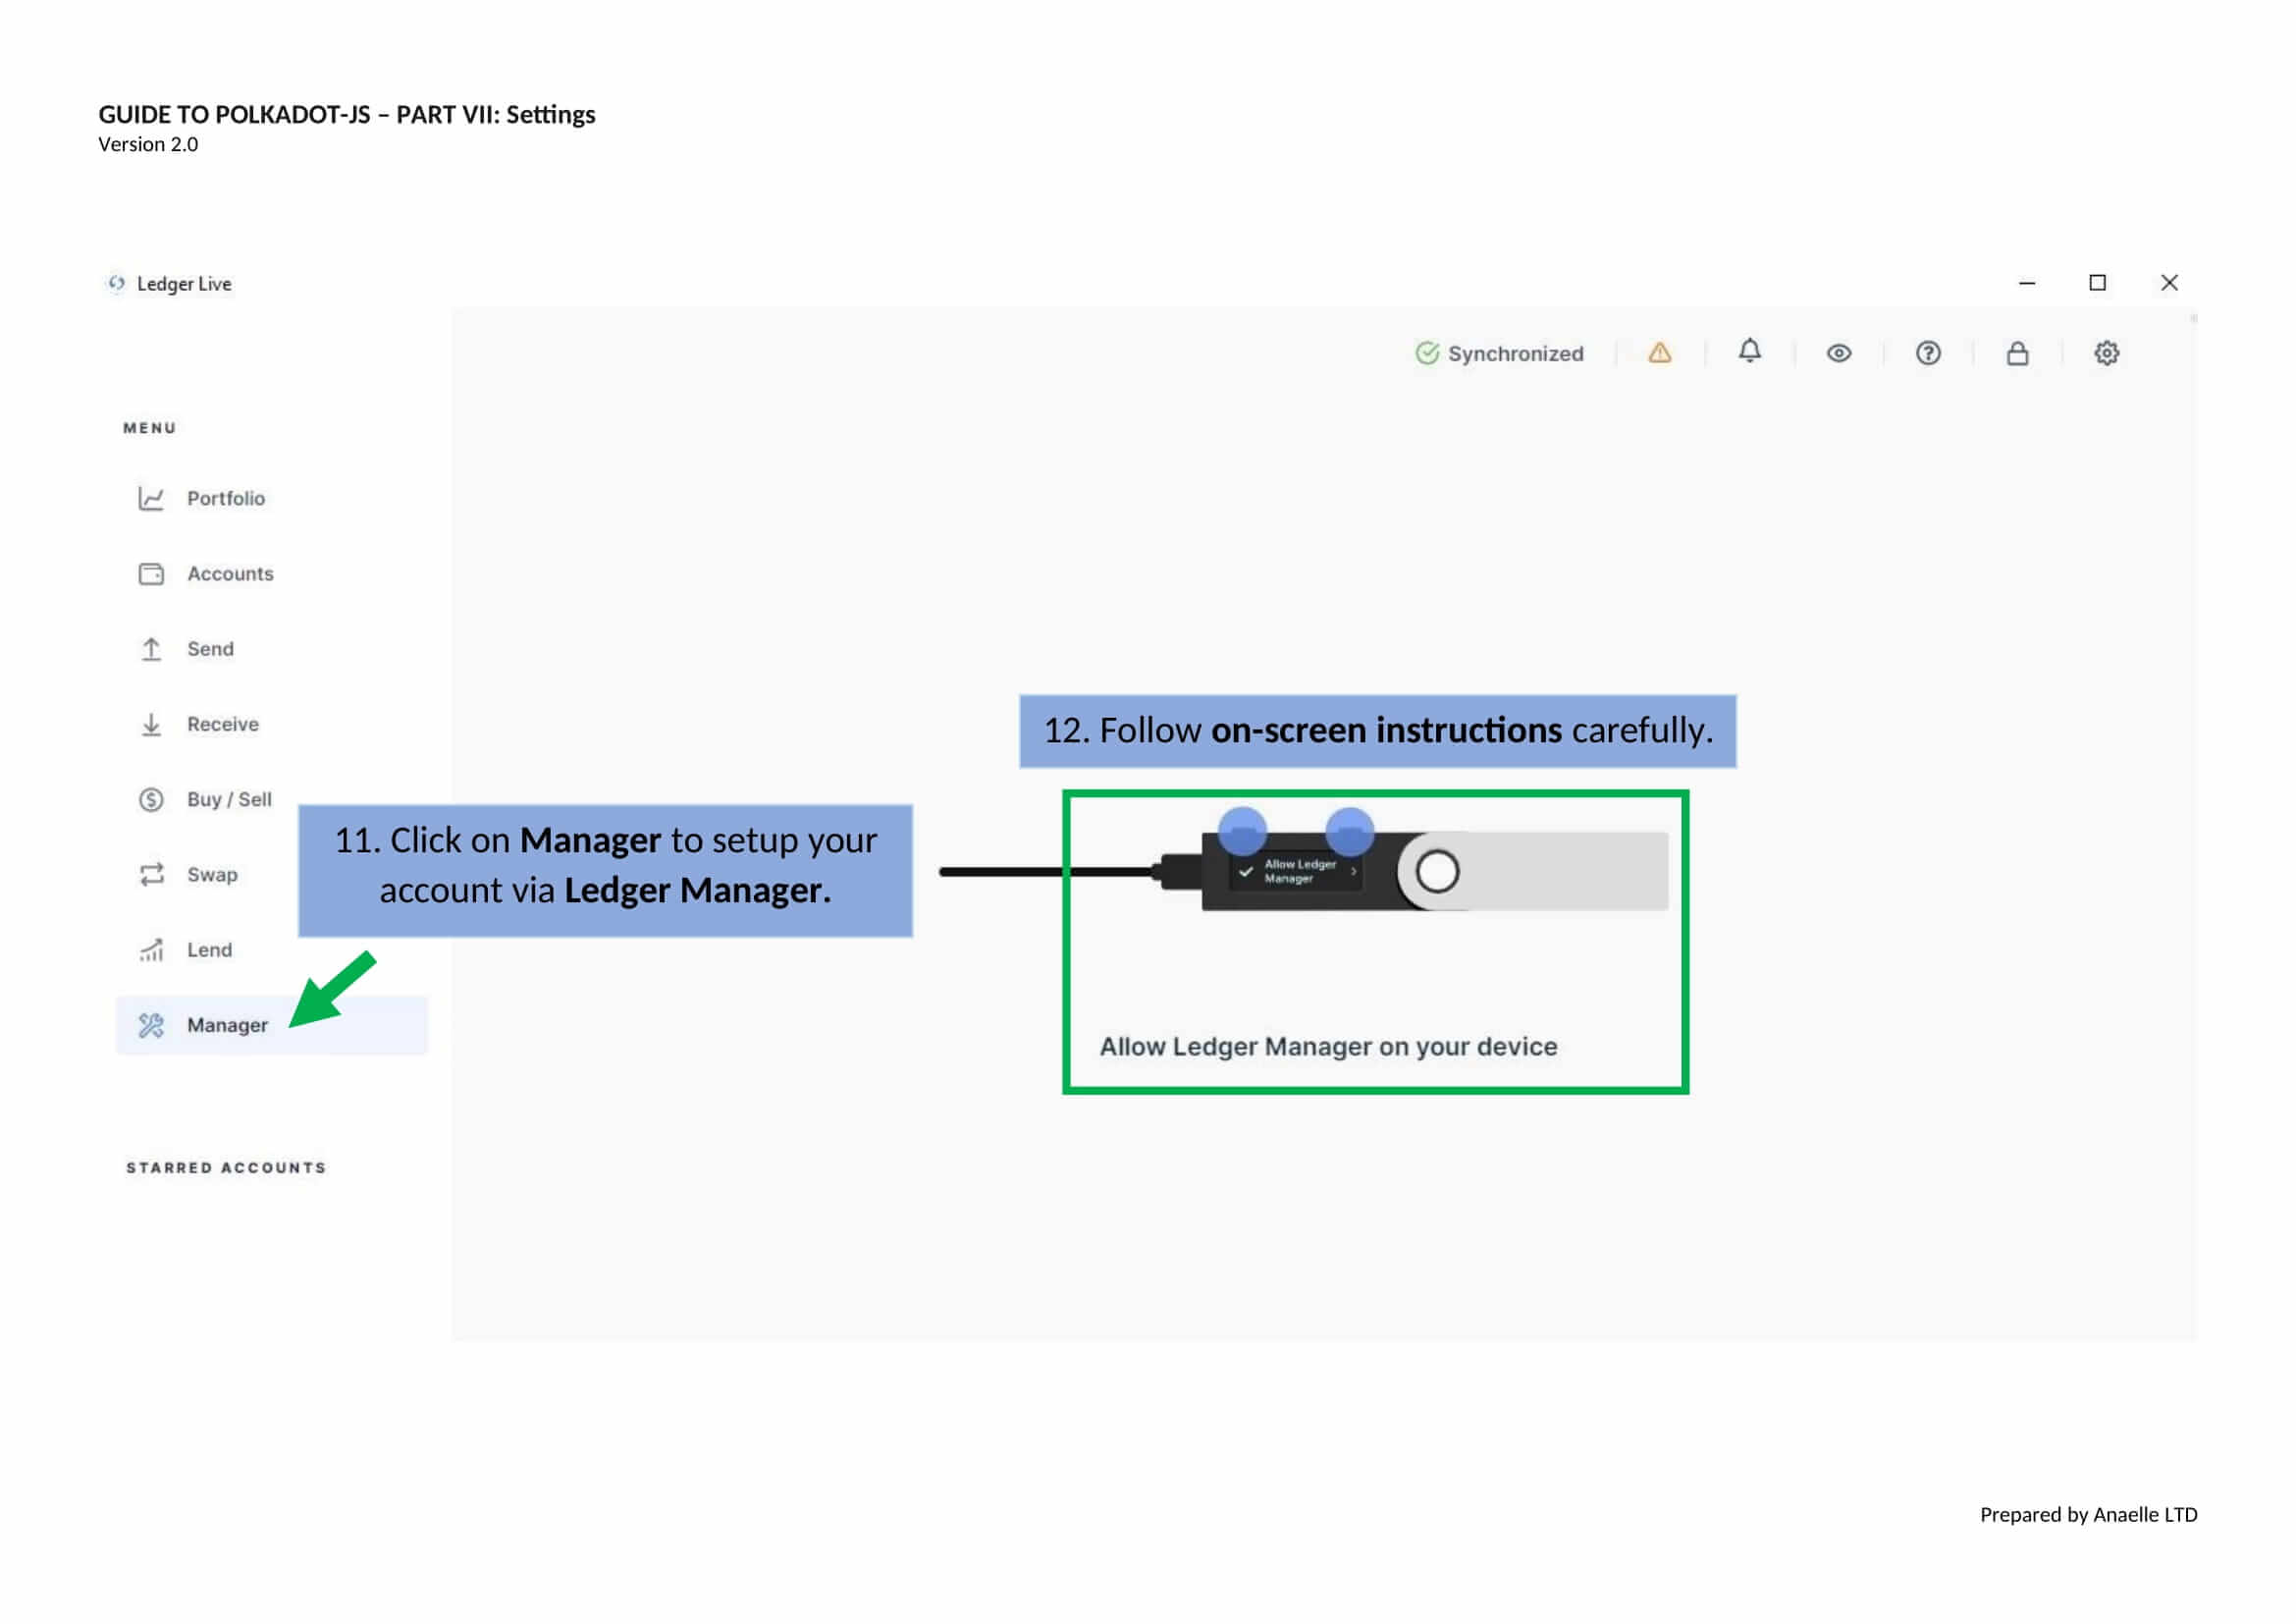 GUIDE TO POLKADOT-JS – PART VII: Settings
Version 2.0
Ledger Live
Synchronized
MENU
Portfolio
Accounts
Send
Receive
Buy / Sell
Swap
Lend
Manager
STARRED ACCOUNTS
11. Click on Manager to setup your
account via Ledger Manager.
12. Follow on-screen instructions carefully.
Allow Ledger
Manager
Allow Ledger Manager on your device
Prepared by Anaelle LTD